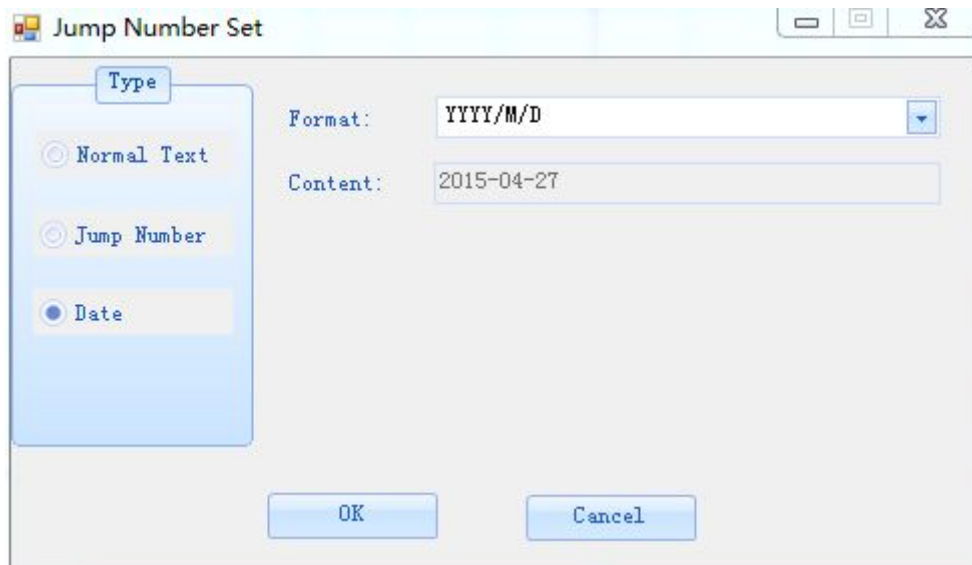 Jump Number Set
Type
Normal Text
Jump Number
Date
Format: YYYY/M/D
Content: 2015-04-27
OK Cancel